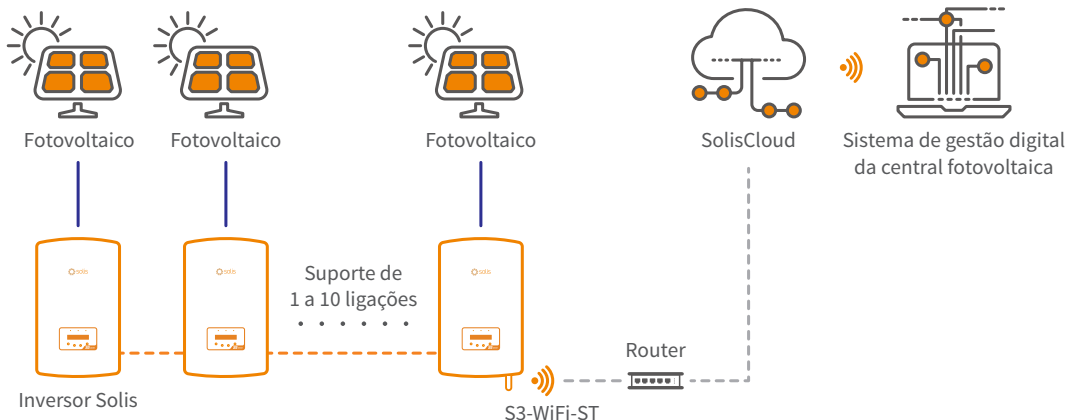 Fotovoltaico
Fotovoltaico
Fotovoltaico
SolisCloud
Sistema de gestão digital
da central fotovoltaica
solis
solis
solis
Suporte de
1 a 10 ligações
Router
Inversor Solis
S3-WiFi-ST